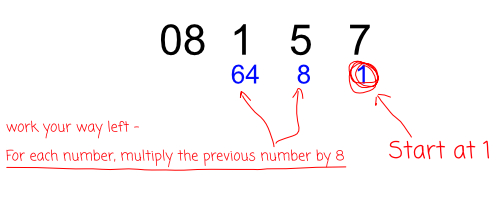 08 1 5 7
64 8 1
work your way left -
For each number, multiply the previous number by 8
Start at 1